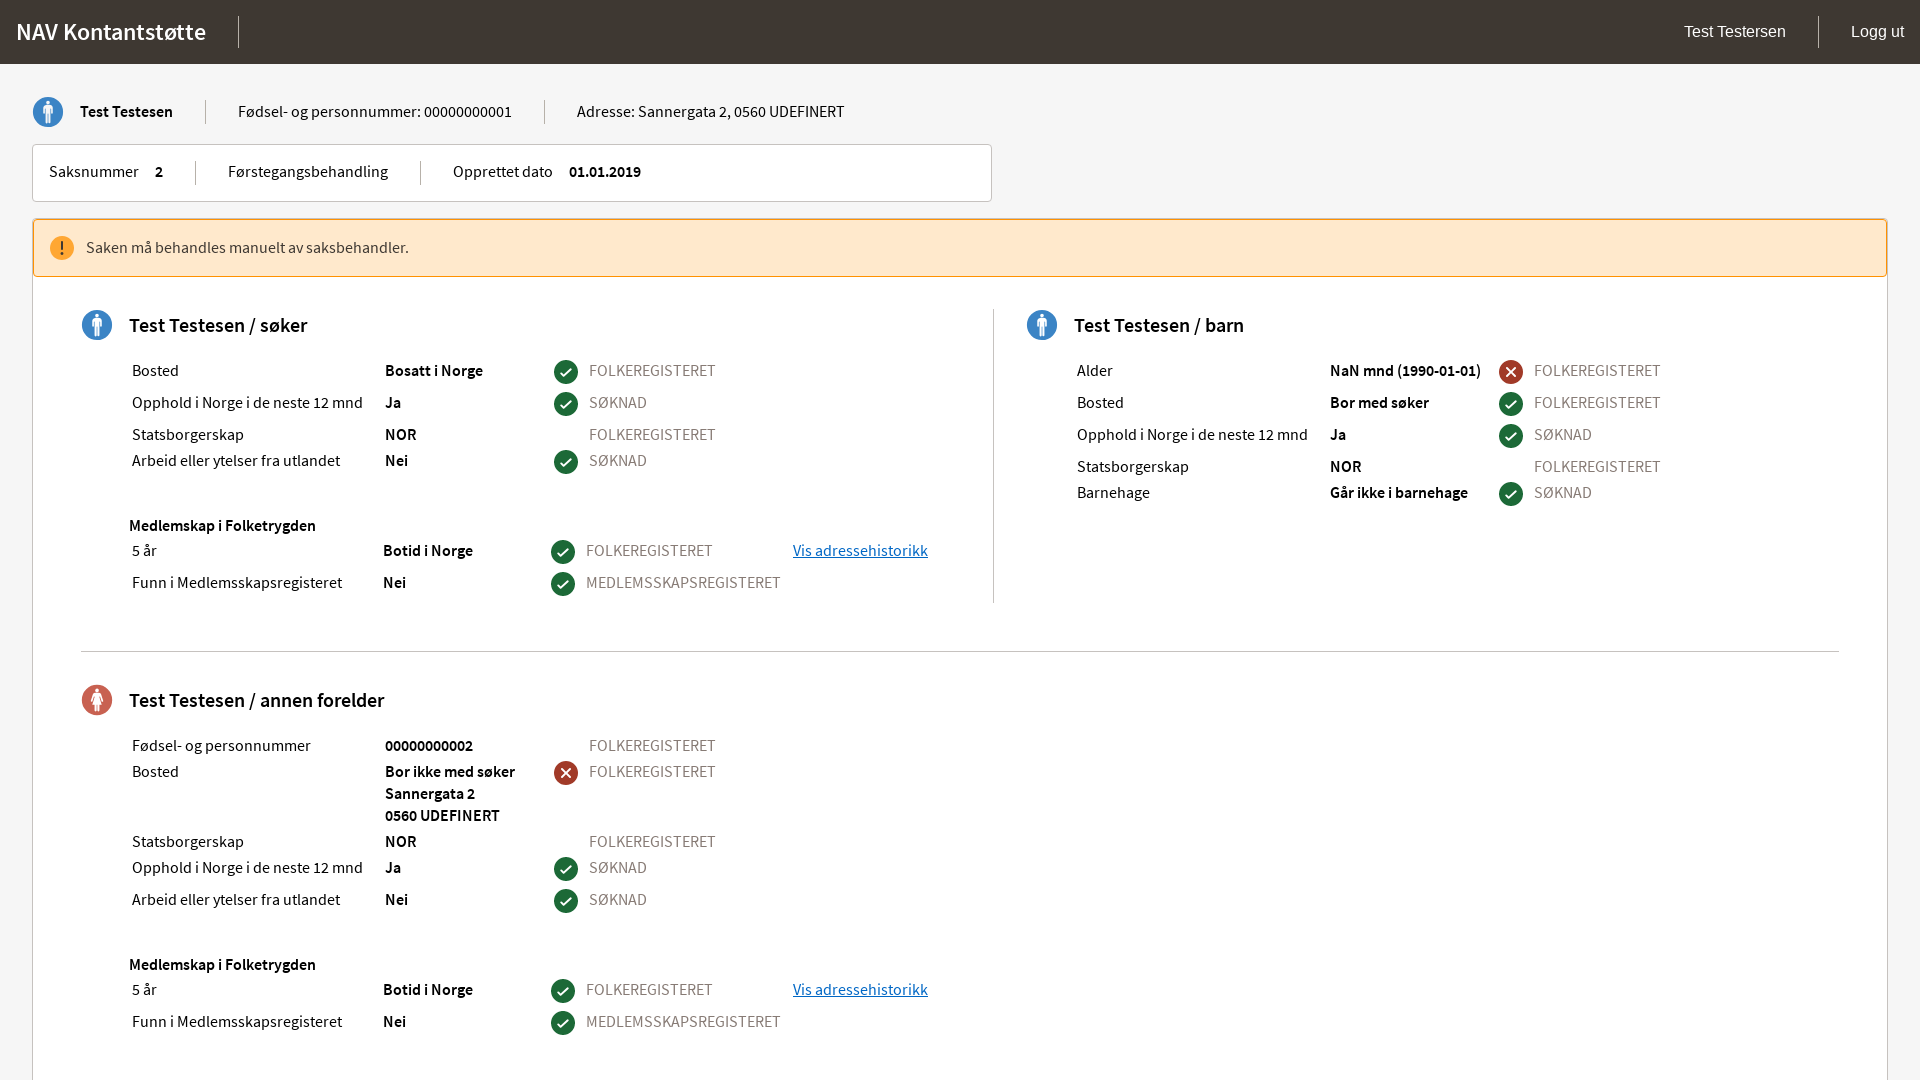 NAV Kontantstøtte
Test Testersen
Logg ut
Test Testesen
Fødsel- og personnummer: 00000000001
Adresse: Sannergata 2, 0560 UDEFINERT
Saksnummer 2
Førstegangsbehandling
Opprettet dato 01.01.2019
Saken må behandles manuelt av saksbehandler.
Test Testesen / søker
Bosted Bosatt i Norge FOLKEREGISTERET
Opphold i Norge i de neste 12 mnd Ja SØKNAD
Statsborgerskap NOR FOLKEREGISTERET
Arbeid eller ytelser fra utlandet Nei SØKNAD
Medlemskap i Folketrygden
5 år Botid i Norge FOLKEREGISTERET Vis adressehistorikk
Funn i Medlemsskapsregisteret Nei MEDLEMSSKAPSREGISTERET
Test Testesen / barn
Alder NaN mnd (1990-01-01) FOLKEREGISTERET
Bosted Bor med søker FOLKEREGISTERET
Opphold i Norge i de neste 12 mnd Ja SØKNAD
Statsborgerskap NOR FOLKEREGISTERET
Barnehage Går ikke i barnehage SØKNAD
Test Testesen / annen forelder
Fødsel- og personnummer 00000000002 FOLKEREGISTERET
Bosted Bor ikke med søker FOLKEREGISTERET
Sannergata 2
0560 UDEFINERT
Statsborgerskap NOR FOLKEREGISTERET
Opphold i Norge i de neste 12 mnd Ja SØKNAD
Arbeid eller ytelser fra utlandet Nei SØKNAD
Medlemskap i Folketrygden
5 år Botid i Norge FOLKEREGISTERET Vis adressehistorikk
Funn i Medlemsskapsregisteret Nei MEDLEMSSKAPSREGISTERET